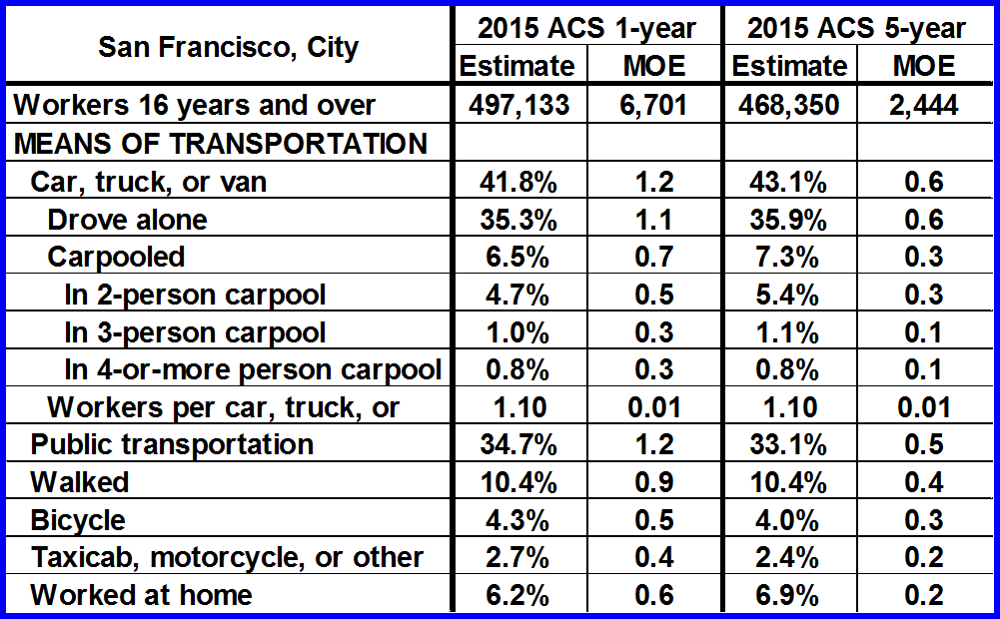 San Francisco, City 2015 ACS 1-year 2015 ACS 5-year
Estimate MOE Estimate MOE
Workers 16 years and over 497,133 6,701 468,350 2,444
MEANS OF TRANSPORTATION
Car, truck, or van 41.8% 1.2 43.1% 0.6
Drove alone 35.3% 1.1 35.9% 0.6
Carpooled 6.5% 0.7 7.3% 0.3
In 2-person carpool 4.7% 0.5 5.4% 0.3
In 3-person carpool 1.0% 0.3 1.1% 0.1
In 4-or-more person carpool 0.8% 0.3 0.8% 0.1
Workers per car, truck, or 1.10 0.01 1.10 0.01
Public transportation 34.7% 1.2 33.1% 0.5
Walked 10.4% 0.9 10.4% 0.4
Bicycle 4.3% 0.5 4.0% 0.3
Taxicab, motorcycle, or other 2.7% 0.4 2.4% 0.2
Worked at home 6.2% 0.6 6.9% 0.2